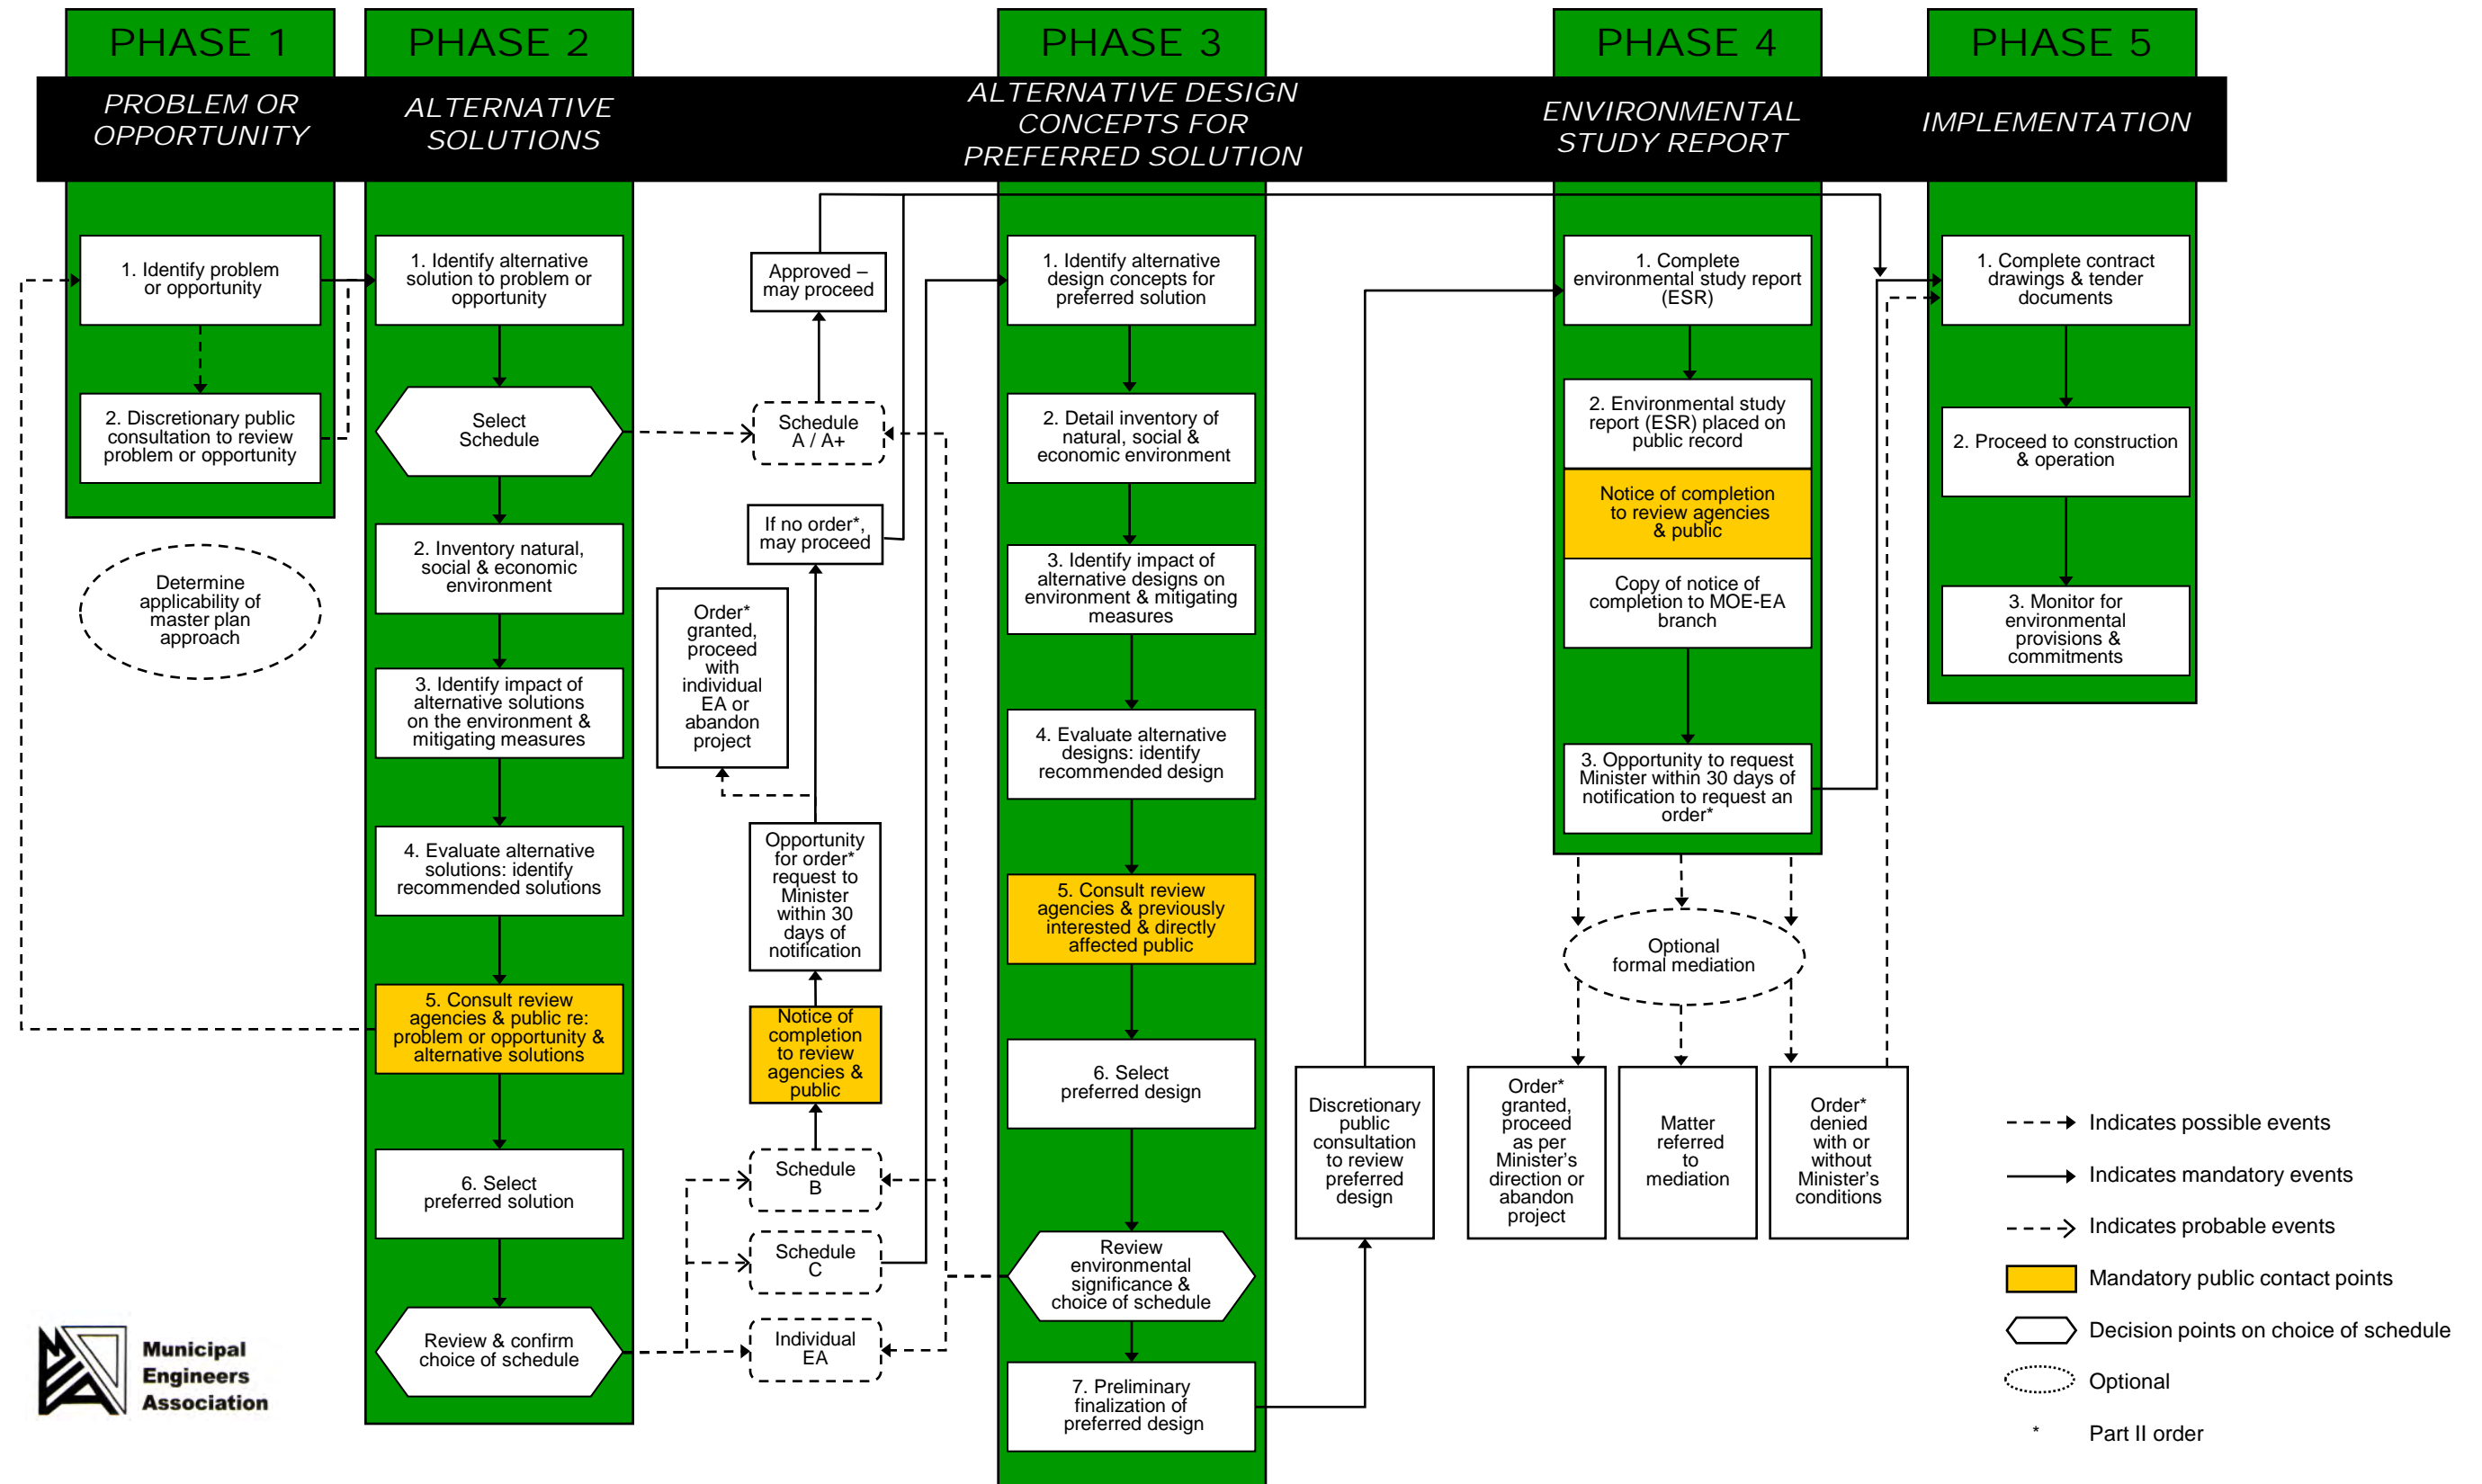 PHASE 1
PROBLEM OR
OPPORTUNITY
1. Identify problem
or opportunity
2. Discretionary public
consultation to review
problem or opportunity
Determine
applicability of
master plan
approach
PHASE 2
ALTERNATIVE
SOLUTIONS
1. Identify alternative
solution to problem or
opportunity
Select
Schedule
2. Inventory natural,
social & economic
environment
3. Identify impact of
alternative solutions
on the environment &
mitigating measures
4. Evaluate alternative
solutions: identify
recommended solutions
5. Consult review
agencies & public re:
problem or opportunity &
alternative solutions
6. Select
preferred solution
Review & confirm
choice of schedule
Approved –
may proceed
Schedule
A / A+
If no order*,
may proceed
Order*
granted,
proceed
with
individual
EA or
abandon
project
Opportunity
for order*
request to
Minister
within 30
days of
notification
Notice of
completion
to review
agencies &
public
Schedule
B
Schedule
C
Individual
EA
PHASE 3
ALTERNATIVE DESIGN
CONCEPTS FOR
PREFERRED SOLUTION
1. Identify alternative
design concepts for
preferred solution
2. Detail inventory of
natural, social &
economic environment
3. Identify impact of
alternative designs on
environment & mitigating
measures
4. Evaluate alternative
designs: identify
recommended design
5. Consult review
agencies & previously
interested & directly
affected public
6. Select
preferred design
Review
environmental
significance &
choice of schedule
7. Preliminary
finalization of
preferred design
Discretionary
public
consultation
to review
preferred
design
PHASE 4
ENVIRONMENTAL
STUDY REPORT
1. Complete
environmental study report
(ESR)
2. Environmental study
report (ESR) placed on
public record
Notice of completion
to review agencies
& public
Copy of notice of
completion to MOE-EA
branch
3. Opportunity to request
Minister within 30 days of
notification to request an
order*
Optional
formal mediation
Order*
granted,
proceed
as per
Minister's
direction or
abandon
project
Matter
referred
to
mediation
Order*
denied
with or
without
Minister's
conditions
PHASE 5
IMPLEMENTATION
1. Complete contract
drawings & tender
documents
2. Proceed to construction
& operation
3. Monitor for
environmental
provisions &
commitments
Indicates possible events
Indicates mandatory events
Indicates probable events
Mandatory public contact points
Decision points on choice of schedule
Optional
* Part II order
Municipal
Engineers
Association